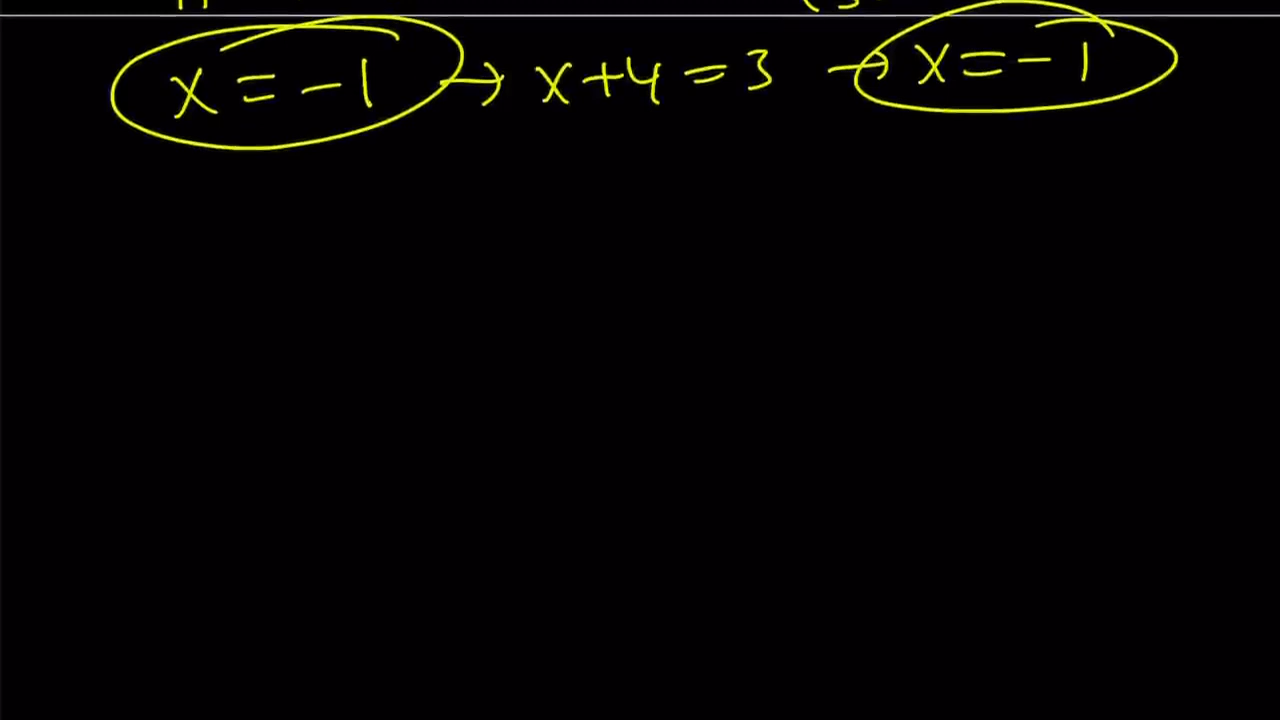 x = -1 → x+4 = 3 → x = -1